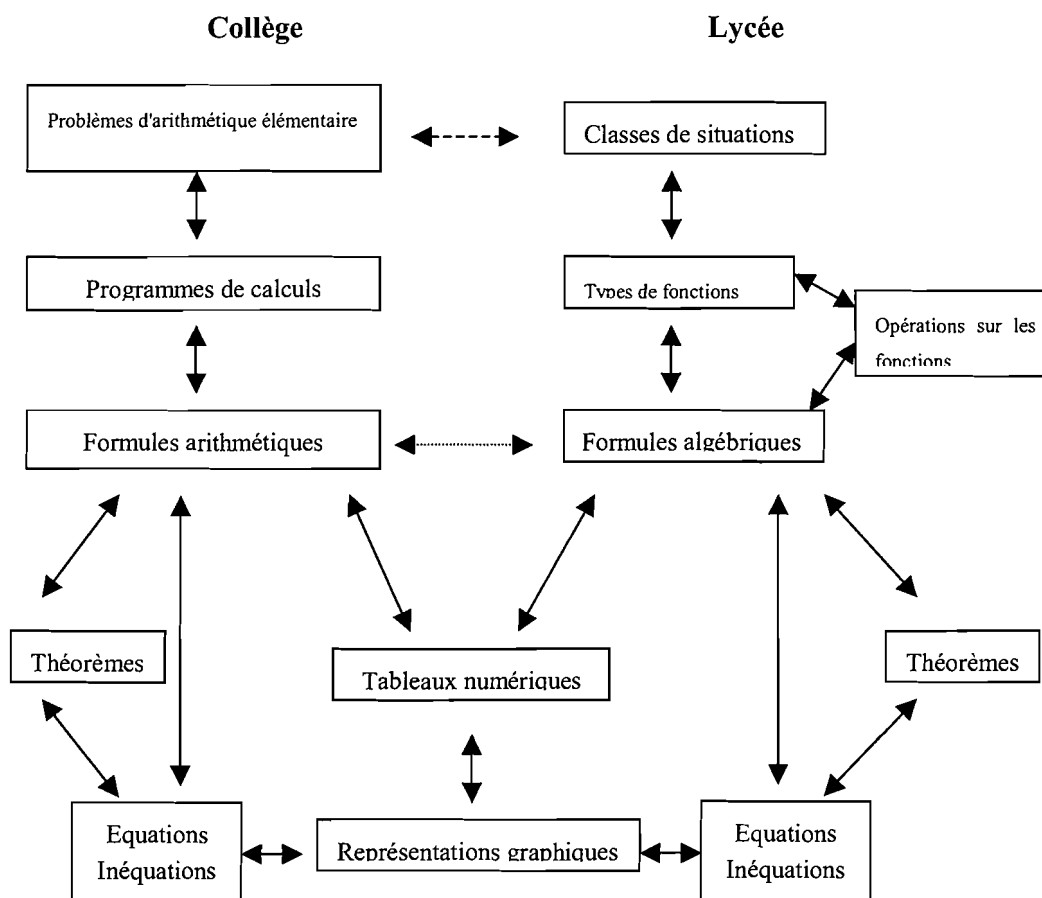 Collège
Lycée
Problèmes d'arithmétique élémentaire
Classes de situations
Programmes de calculs
Types de fonctions
Opérations sur les
fonctions
Formules arithmétiques
Formules algébriques
Théorèmes
Tableaux numériques
Théorèmes
Equations
Inéquations
Représentations graphiques
Equations
Inéquations